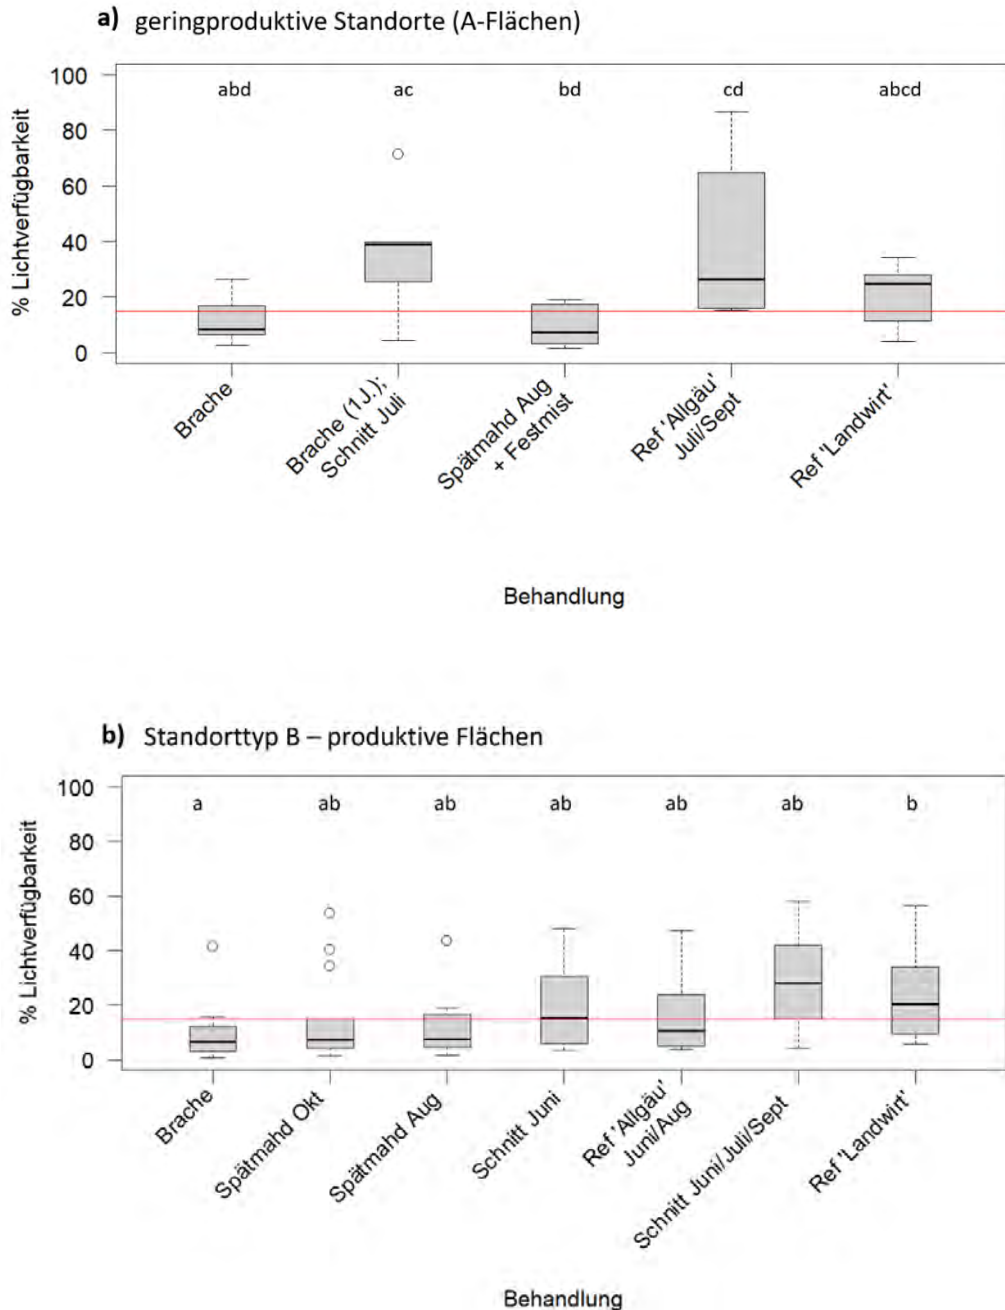 a) geringproduktive Standorte (A-Flächen)
% Lichtverfügbarkeit
100
80
60
40
20
0
abd
ac
bd
cd
abcd
Brache
Brache (1J.);
Schnitt Juli
Spätmahd Aug
+ Festmist
Ref 'Allgäu'
Juli/Sept
Ref 'Landwirt'
Behandlung
b) Standorttyp B – produktive Flächen
% Lichtverfügbarkeit
100
80
60
40
20
0
a
ab
ab
ab
ab
ab
b
Brache
Spätmahd Okt
Spätmahd Aug
Schnitt Juni
Ref 'Allgäu'
Juni/Aug
Schnitt Juni/Juli/Sept
Ref 'Landwirt'
Behandlung